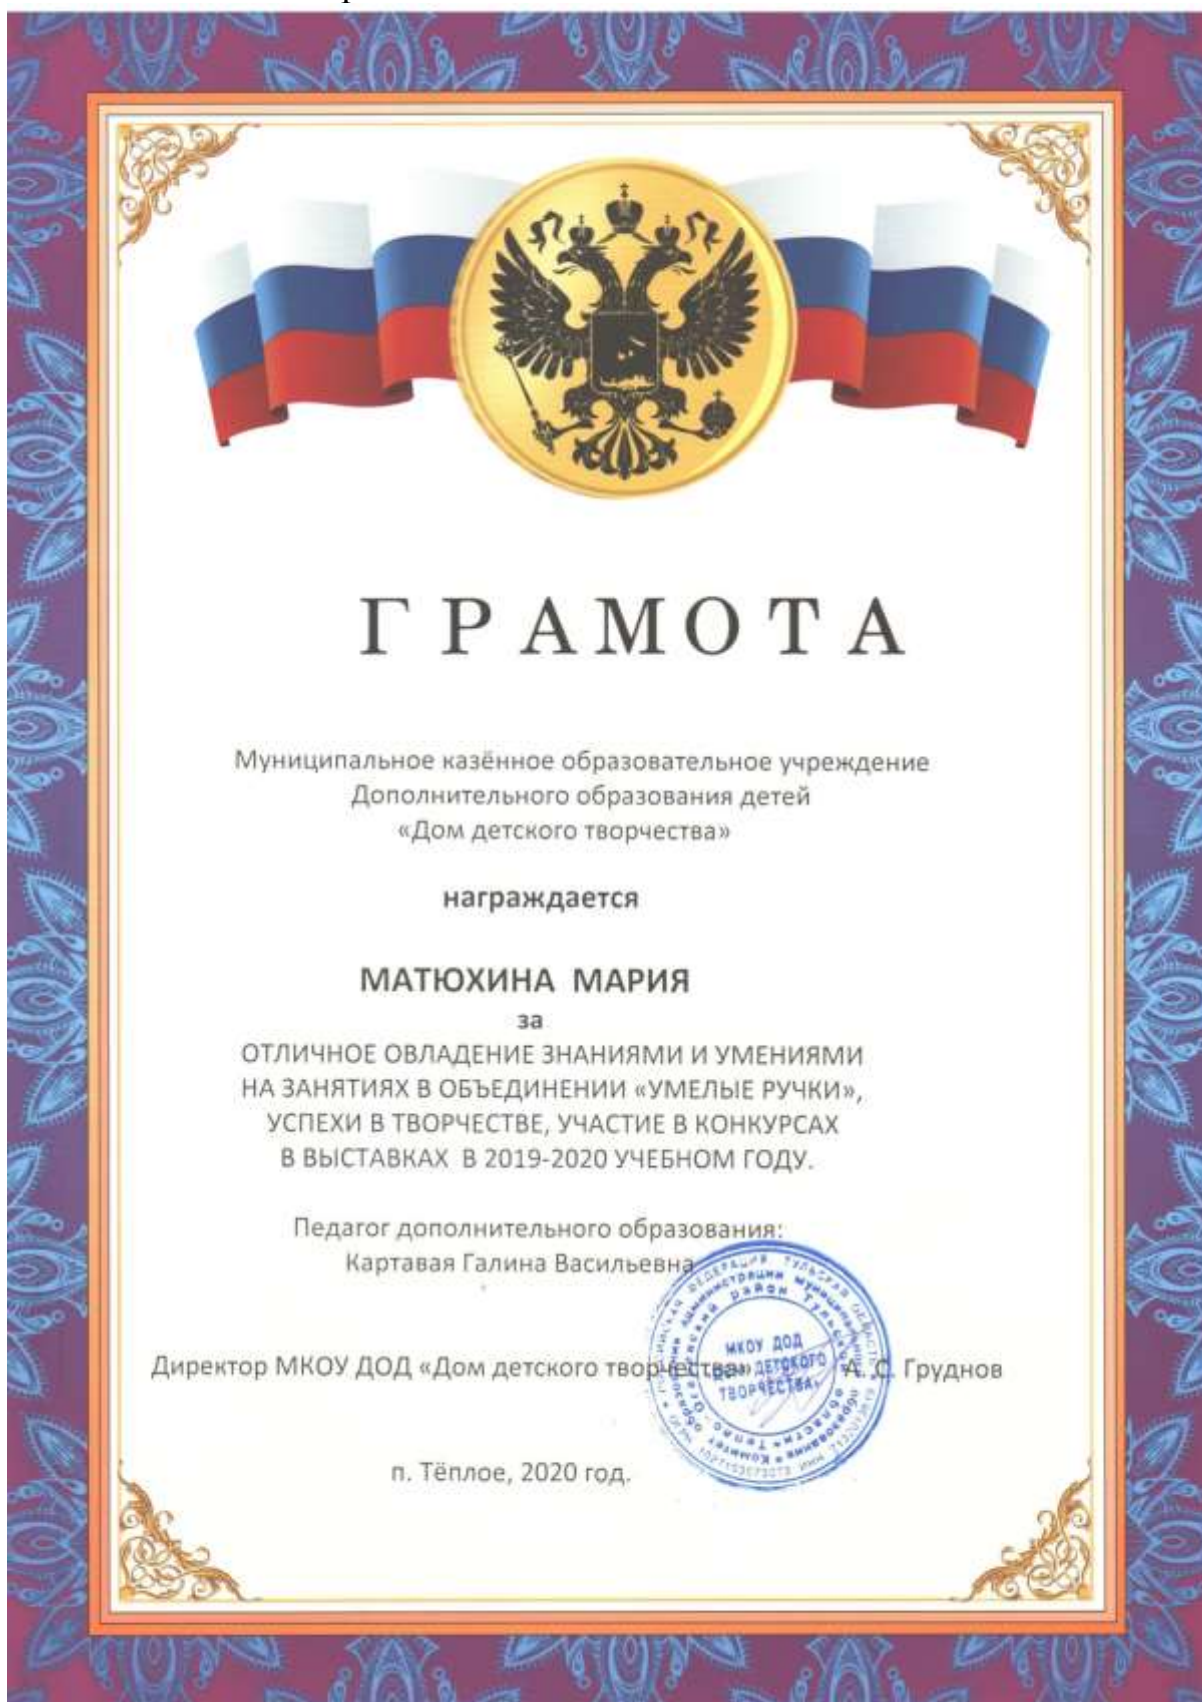 ГРАМОТА
Муниципальное казённое образовательное учреждение
Дополнительного образования детей
«Дом детского творчества»
награждается
МАТЮХИНА МАРИЯ
за
ОТЛИЧНОЕ ОВЛАДЕНИЕ ЗНАНИЯМИ И УМЕНИЯМИ
НА ЗАНЯТИЯХ В ОБЪЕДИНЕНИИ «УМЕЛЫЕ РУЧКИ»,
УСПЕХИ В ТВОРЧЕСТВЕ, УЧАСТИЕ В КОНКУРСАХ
В ВЫСТАВКАХ В 2019-2020 УЧЕБНОМ ГОДУ.
Педагог дополнительного образования:
Картавая Галина Васильевна
Директор МКОУ ДОД «Дом детского творчества» А. С. Груднов
МКОУ ДОД
ДЕТСКОГО
ТВОРЧЕСТВА»
п. Тёплое, 2020 год.